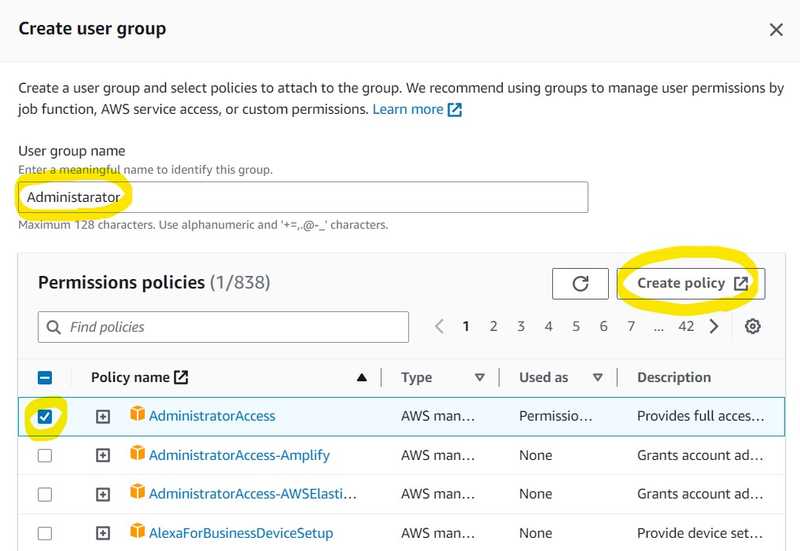 Create user group
Create a user group and select policies to attach to the group. We recommend using groups to manage user permissions by
job function, AWS service access, or custom permissions. Learn more
User group name
Enter a meaningful name to identify this group.
Administarator
Maximum 128 characters. Use alphanumeric and '+=,.@-_' characters.
Permissions policies (1/838)
Create policy
Find policies
1 2 3 4 5 6 7 ... 42
Policy name Type Used as Description
AdministratorAccess AWS man... Permissio... Provides full acces...
AdministratorAccess-Amplify AWS man... None Grants account ad...
AdministratorAccess-AWSElasti... AWS man... None Grants account ad...
AlexaForBusinessDeviceSetup AWS man... None Provide device set...